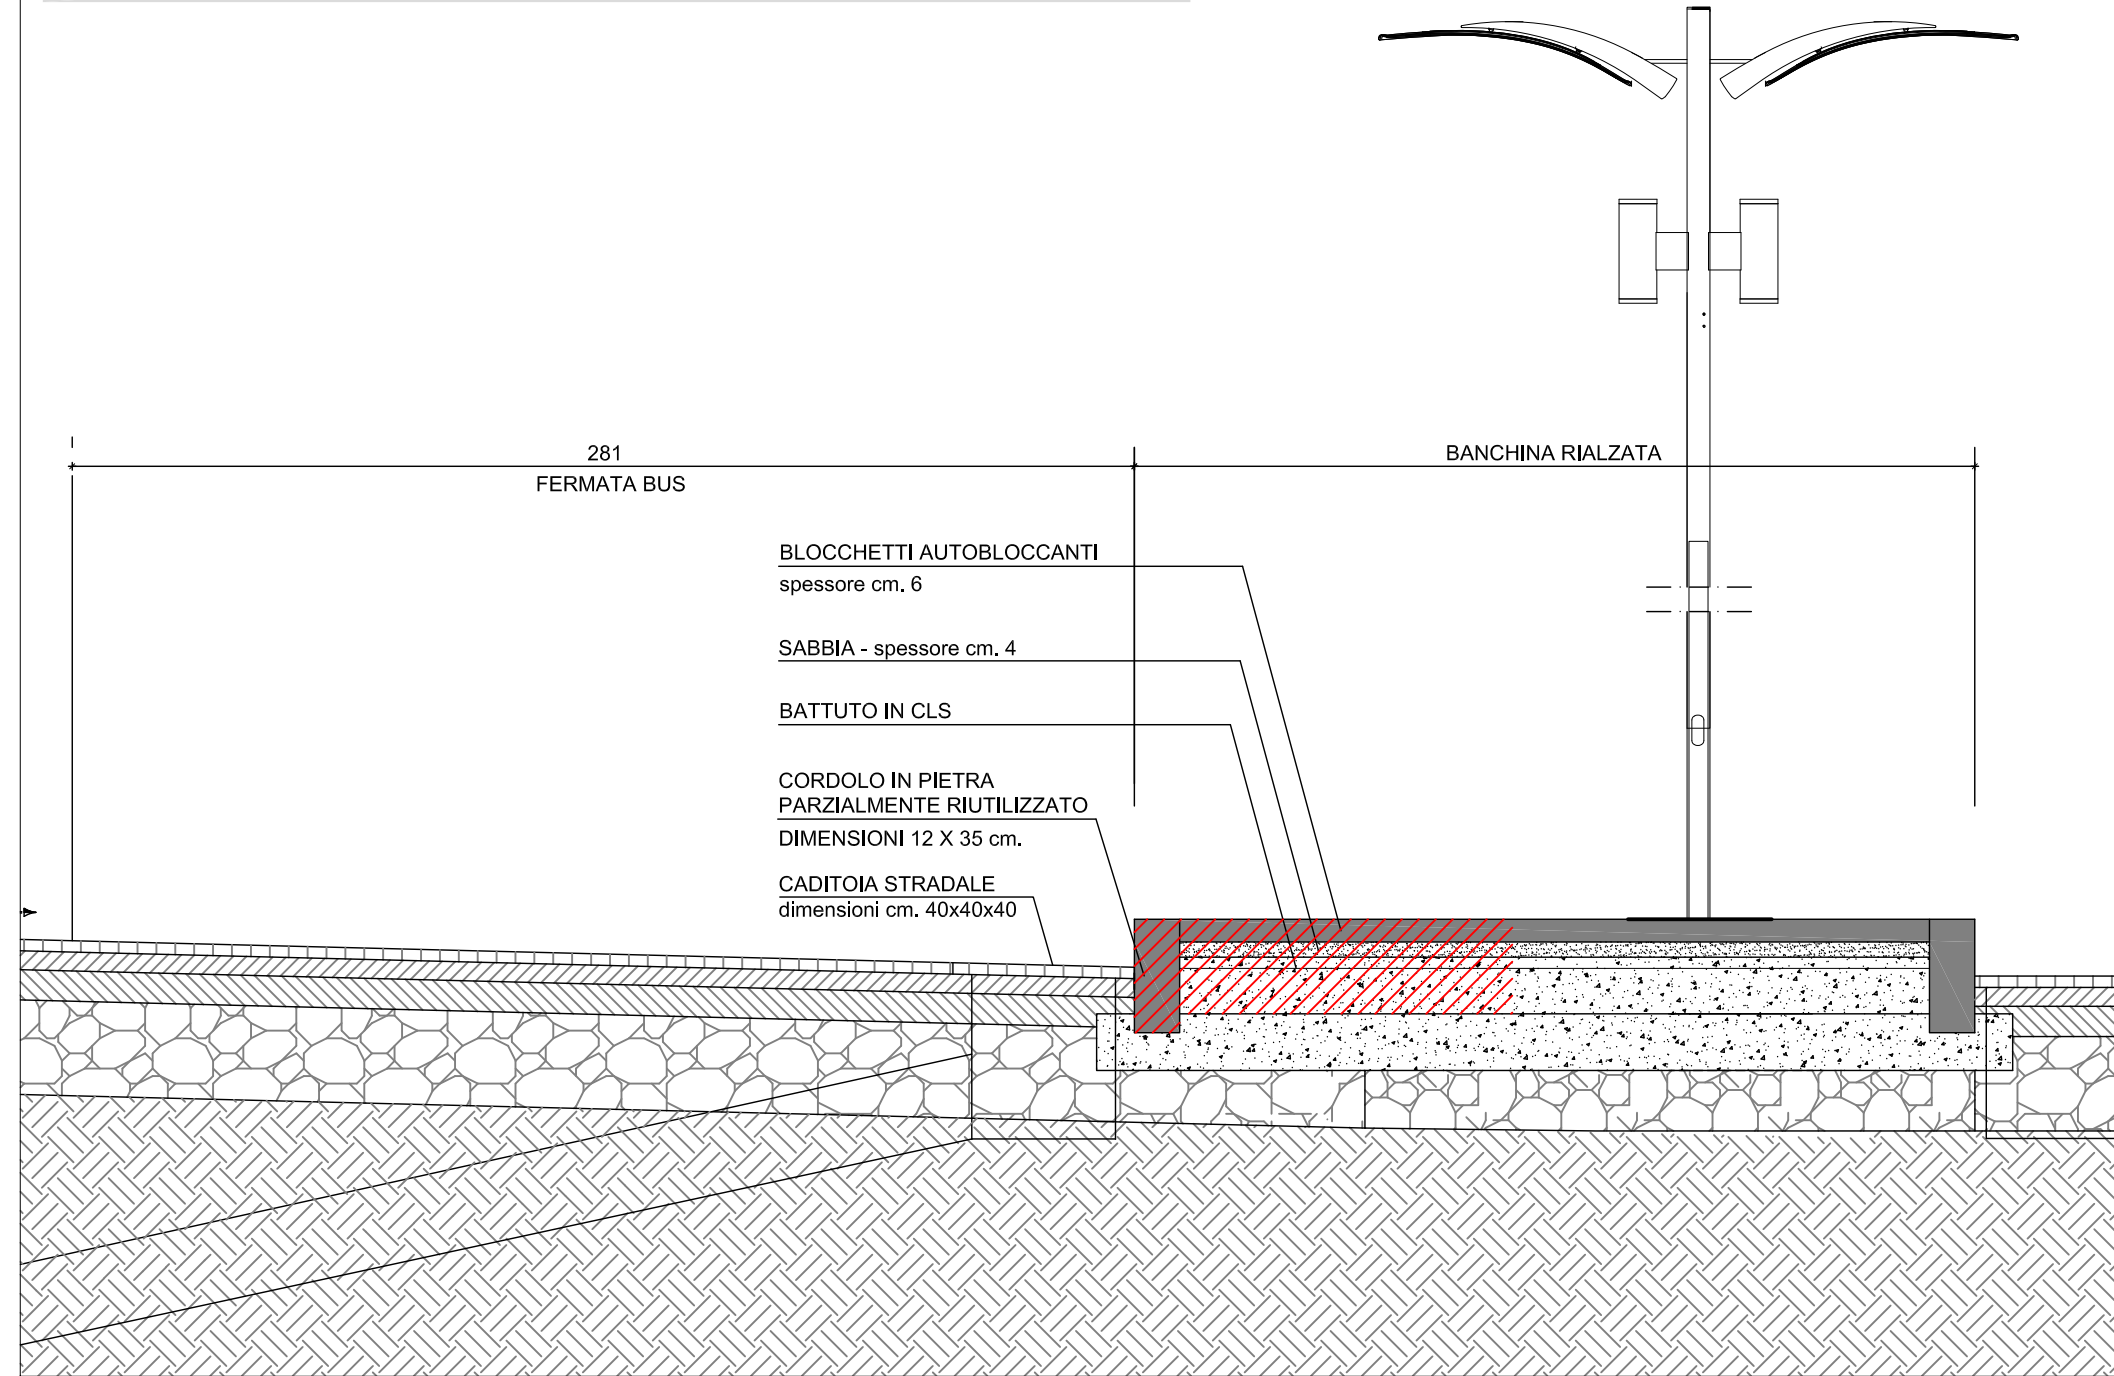 281
BANCHINA RIALZATA
FERMATA BUS
BLOCCHETTI AUTOBLOCCANTI
spessore cm. 6
SABBIA - spessore cm. 4
BATTUTO IN CLS
CORDOLO IN PIETRA
PARZIALMENTE RIUTILIZZATO
DIMENSIONI 12 X 35 cm.
CADITOIA STRADALE
dimensioni cm. 40x40x40